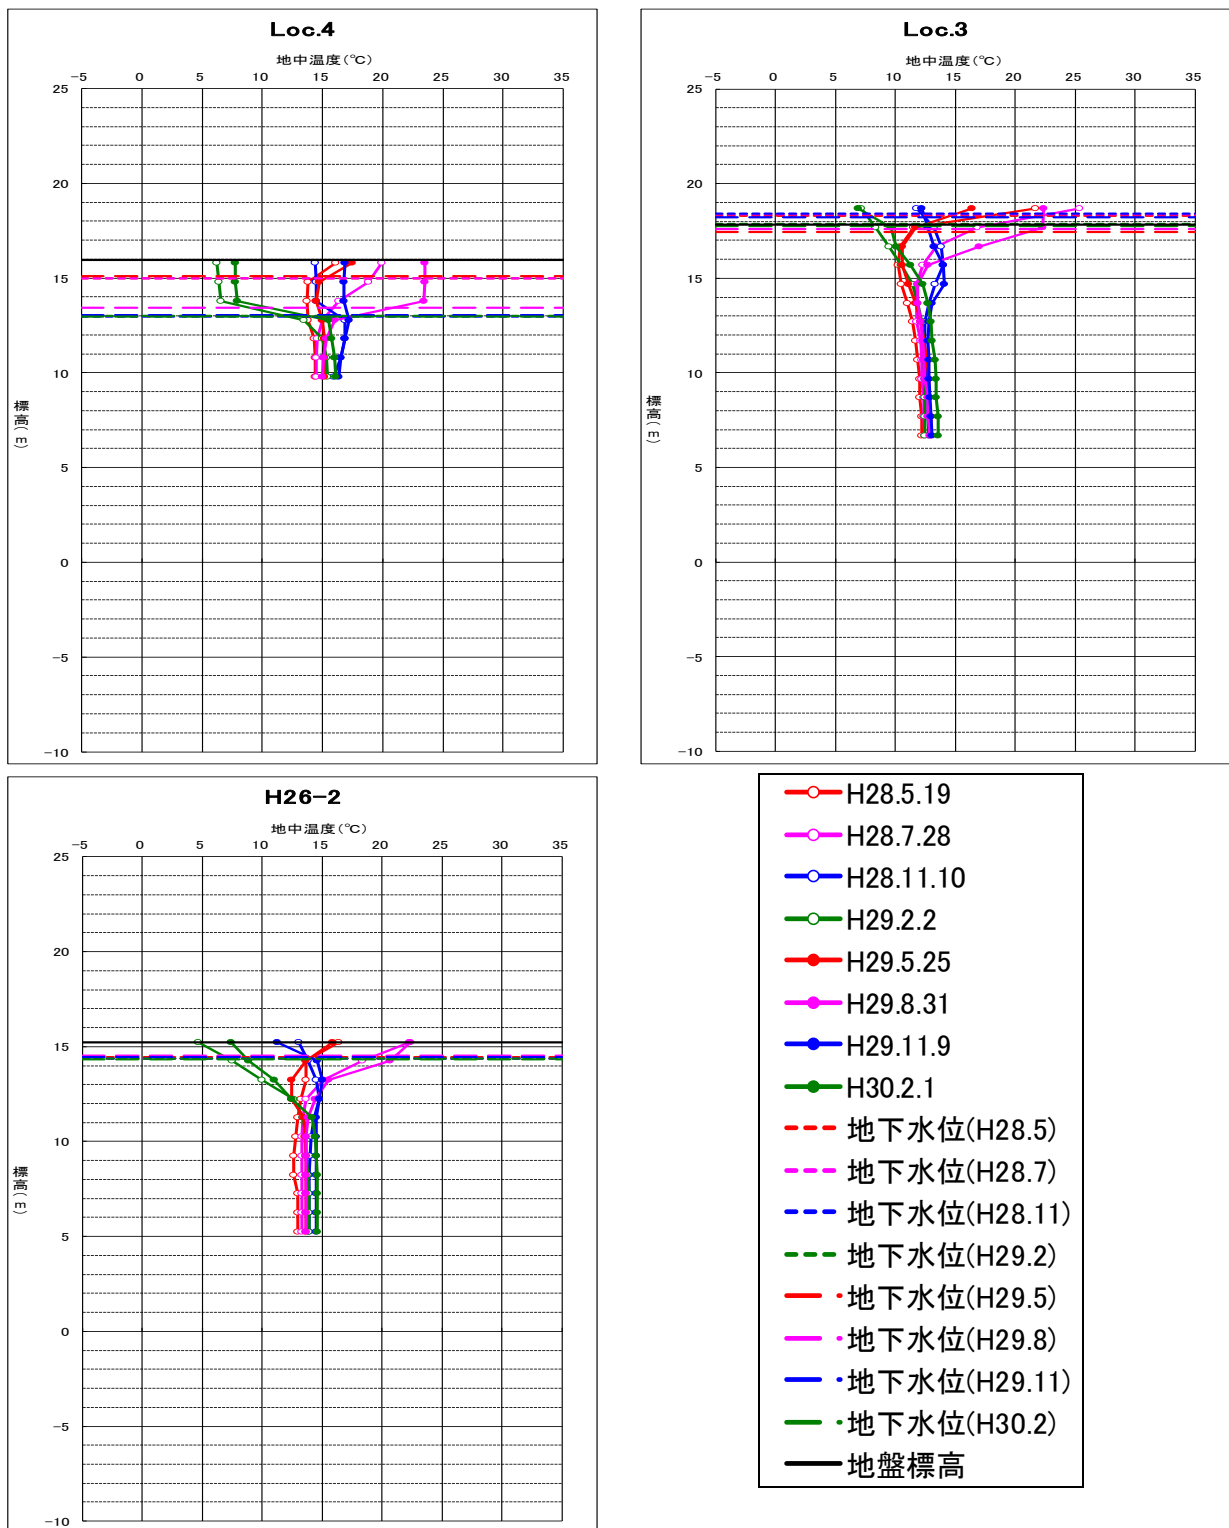 Loc.4
地中温度(℃)
-5 0 5 10 15 20 25 30 35
25
20
15
10
5
0
-5
-10
標高(m)
Loc.3
地中温度(℃)
-5 0 5 10 15 20 25 30 35
25
20
15
10
5
0
-5
-10
標高(m)
H26-2
地中温度(℃)
-5 0 5 10 15 20 25 30 35
25
20
15
10
5
0
-5
-10
標高(m)
H28.5.19
H28.7.28
H28.11.10
H29.2.2
H29.5.25
H29.8.31
H29.11.9
H30.2.1
地下水位(H28.5)
地下水位(H28.7)
地下水位(H28.11)
地下水位(H29.2)
地下水位(H29.5)
地下水位(H29.8)
地下水位(H29.11)
地下水位(H30.2)
地盤標高